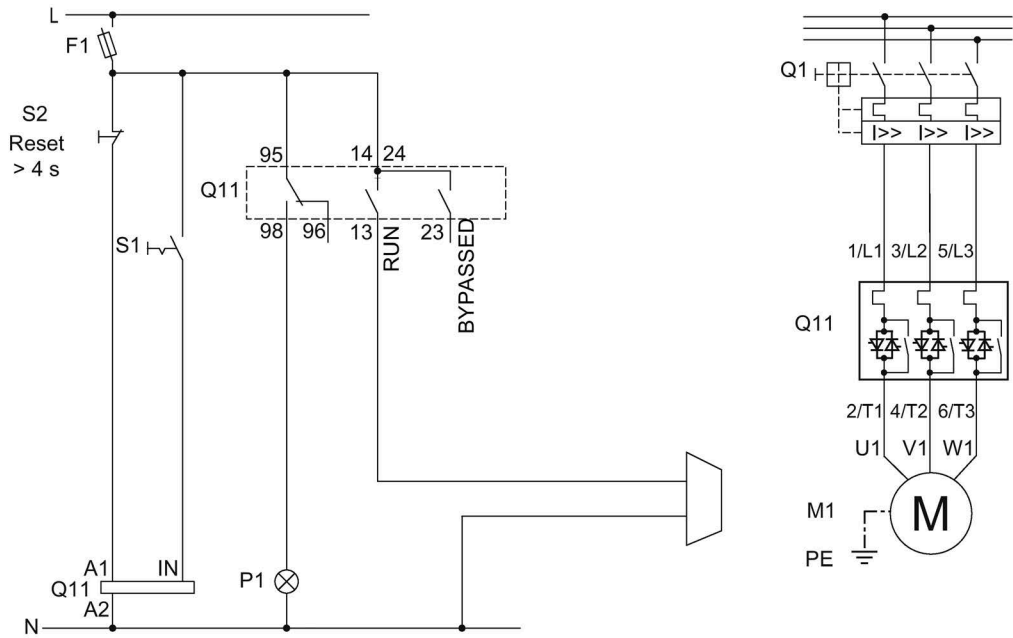 L
F1
S2
Reset
> 4 s
S1
95
14
24
Q11
98
96
13
RUN
23
BYPASSED
A1
IN
Q11
A2
P1
N
Q1
I>>
I>>
I>>
1/L1
3/L2
5/L3
Q11
2/T1
4/T2
6/T3
U1
V1
W1
M1
M
PE